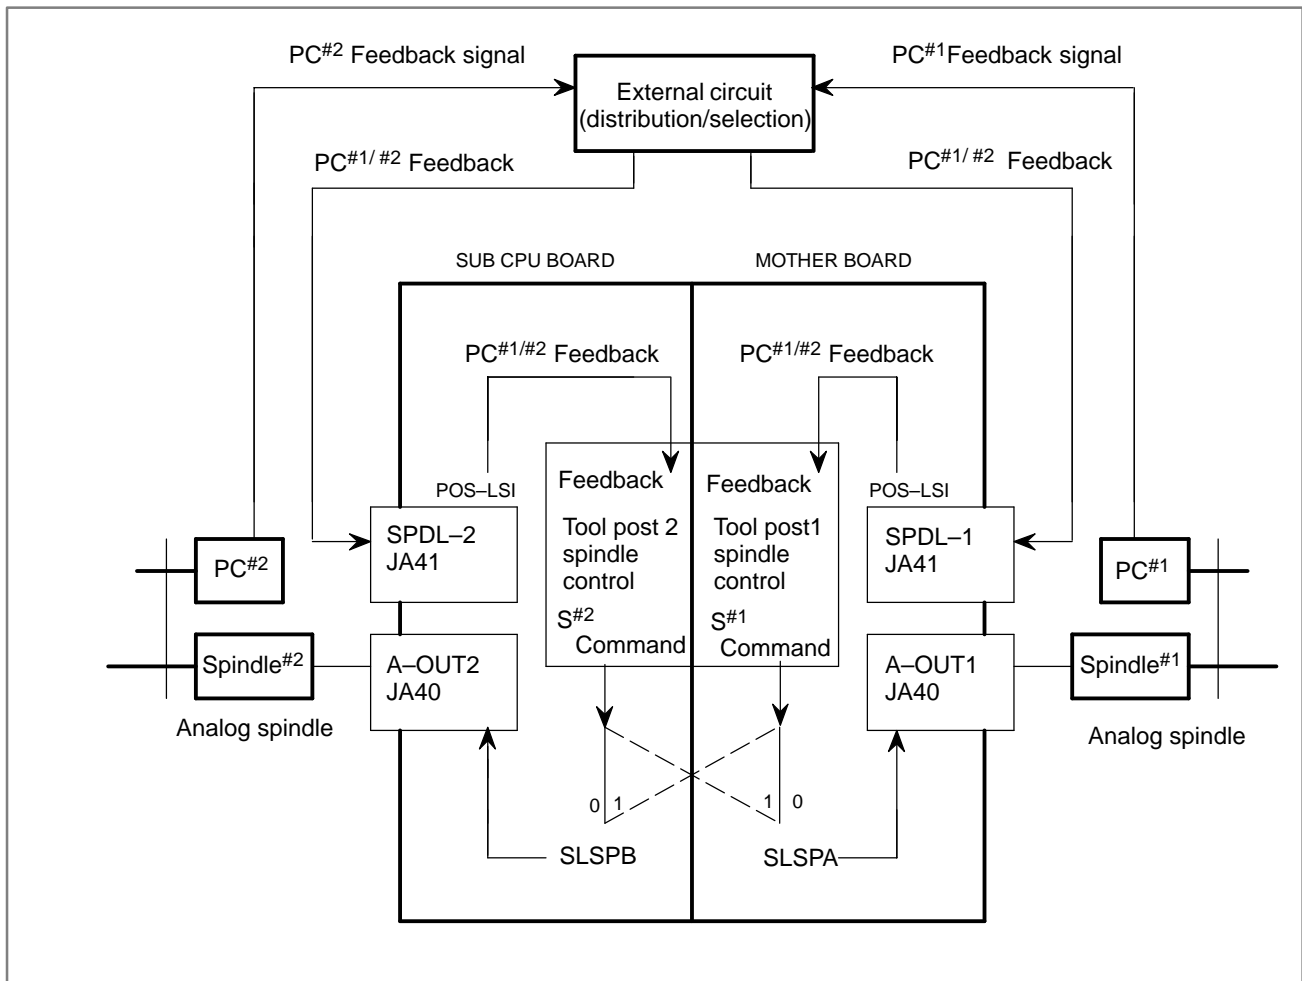 PC#2 Feedback signal
PC#1Feedback signal
External circuit
(distribution/selection)
PC#1/ #2 Feedback
PC#1/ #2 Feedback
SUB CPU BOARD
MOTHER BOARD
PC#1/#2 Feedback
PC#1/#2 Feedback
POS–LSI
Feedback
Feedback
POS–LSI
SPDL–2
JA41
Tool post 2
spindle
control
Tool post1
spindle
control
SPDL–1
JA41
PC#2
PC#1
S#2
Command
S#1
Command
Spindle#2
A–OUT2
JA40
A–OUT1
JA40
Spindle#1
Analog spindle
Analog spindle
0 1
1 0
SLSPB
SLSPA